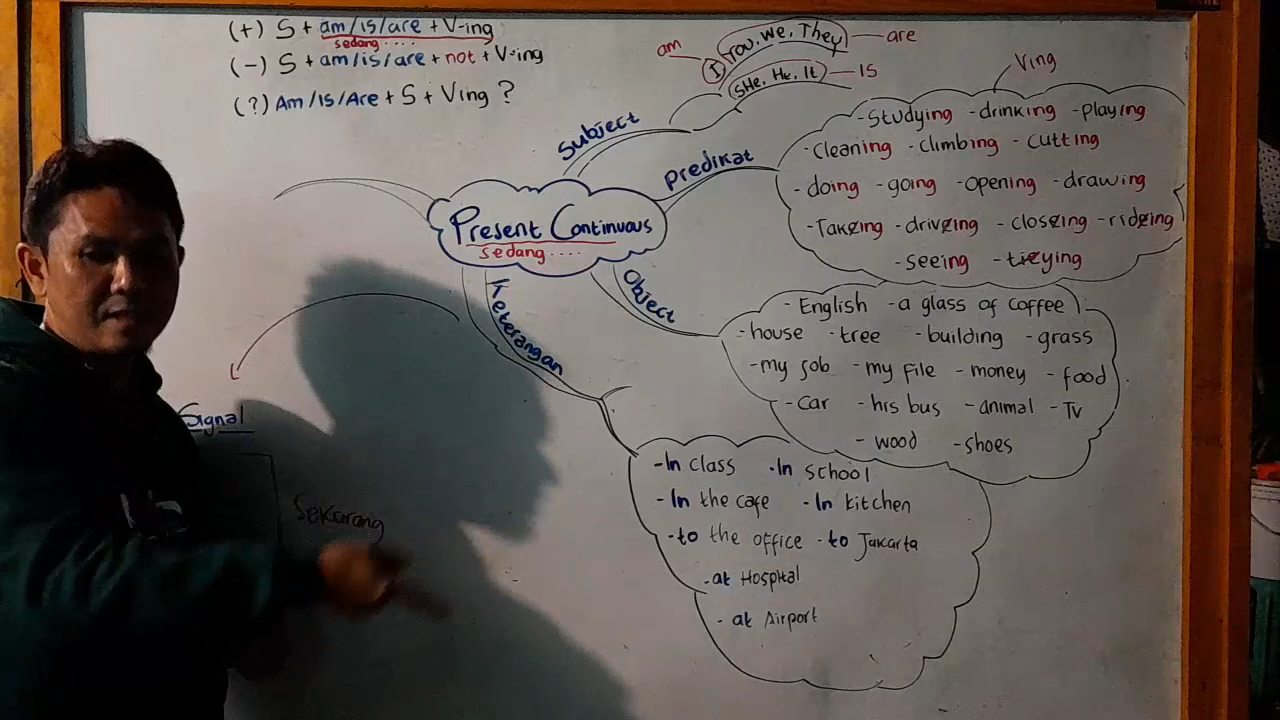 (+) S + am/is/are + V-ing
sedang ....
(-) S + am/is/are + not + V-ing
(?) Am/Is/Are + S + Ving ?
am
I
You, we, They
are
SHe, He, It
IS
Subject
predikat
Ving
-studying -drinking -playing
-cleaning -climbing -cutting
-doing -going -opening -drawing
-Takeing -driveing -closeing -rideing
-seeing -tieying
Present Continuous
sedang ....
Object
- English - a glass of coffee
-house -tree -building -grass
-my job -my file -money -food
-car -his bus -animal -Tv
-wood -shoes
Keterangan
-In class -In school
-In the cafe -In kitchen
-to the office -to Jakarta
-at Hospital
-at Airport
Signal
Sekarang